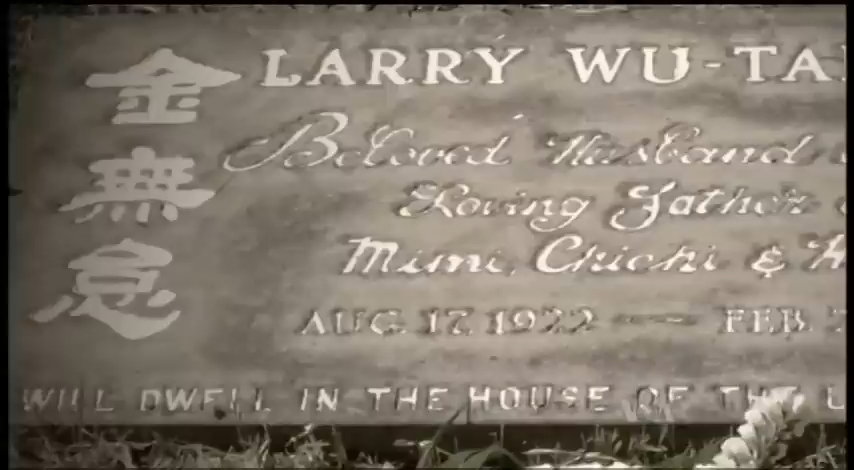 金無怠
LARRY WU-TA
Beloved Husband
Loving Father
Mimi, Chichi & H
AUG. 17, 1922 — FEB.
WILL DWELL IN THE HOUSE OF THE L